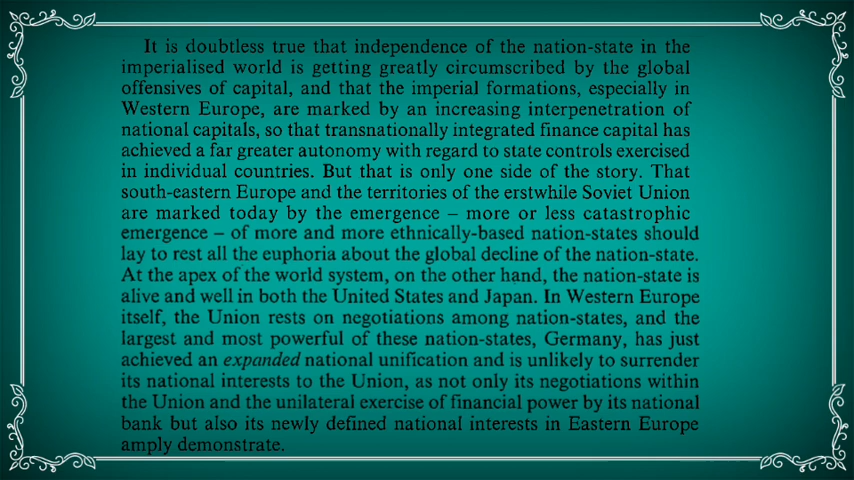 It is doubtless true that independence of the nation-state in the
imperialised world is getting greatly circumscribed by the global
offensives of capital, and that the imperial formations, especially in
Western Europe, are marked by an increasing interpenetration of
national capitals, so that transnationally integrated finance capital has
achieved a far greater autonomy with regard to state controls exercised
in individual countries. But that is only one side of the story. That
south-eastern Europe and the territories of the erstwhile Soviet Union
are marked today by the emergence – more or less catastrophic
emergence – of more and more ethnically-based nation-states should
lay to rest all the euphoria about the global decline of the nation-state.
At the apex of the world system, on the other hand, the nation-state is
alive and well in both the United States and Japan. In Western Europe
itself, the Union rests on negotiations among nation-states, and the
largest and most powerful of these nation-states, Germany, has just
achieved an expanded national unification and is unlikely to surrender
its national interests to the Union, as not only its negotiations within
the Union and the unilateral exercise of financial power by its national
bank but also its newly defined national interests in Eastern Europe
amply demonstrate.